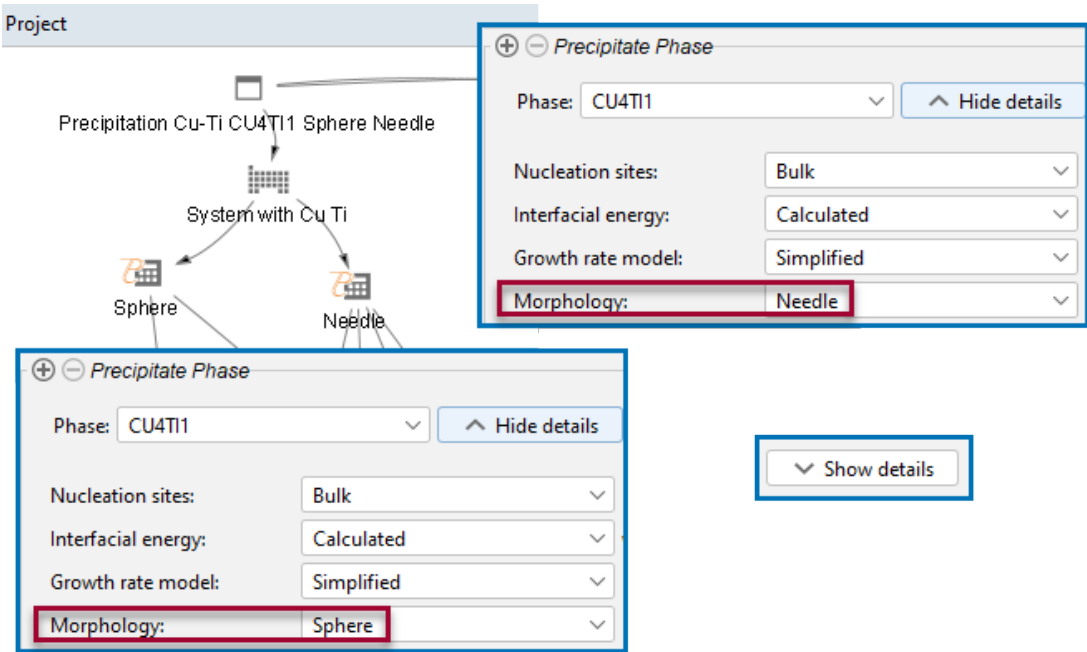 Project
Precipitation Cu-Ti CU4TI1 Sphere Needle
System with Cu Ti
Sphere
Needle
Precipitate Phase
Phase: CU4TI1 Hide details
Nucleation sites: Bulk
Interfacial energy: Calculated
Growth rate model: Simplified
Morphology: Needle
Precipitate Phase
Phase: CU4TI1 Hide details
Nucleation sites: Bulk
Interfacial energy: Calculated
Growth rate model: Simplified
Morphology: Sphere
Show details